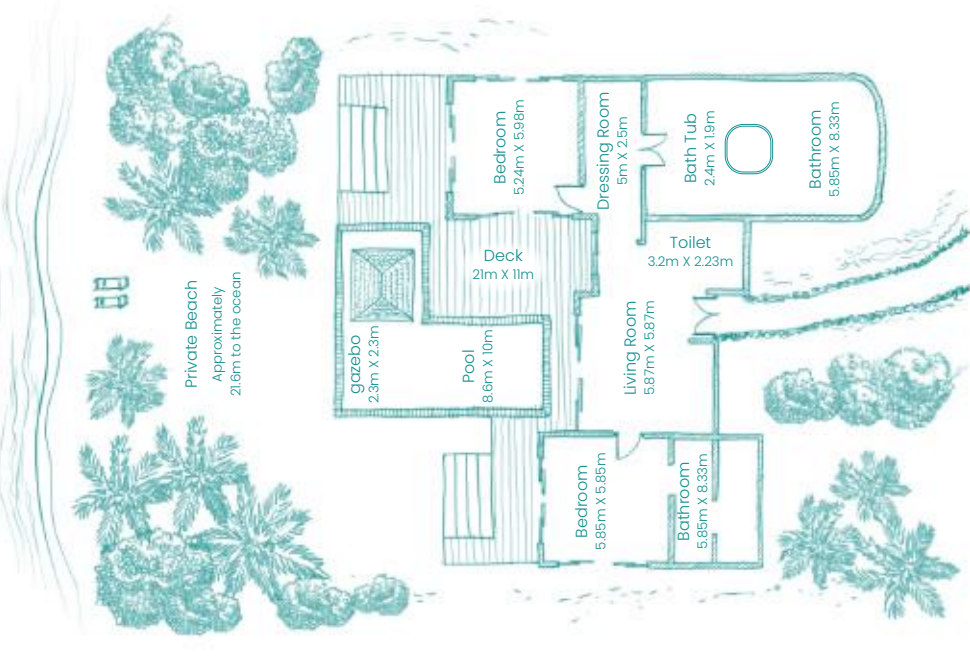 Bedroom
5.24m X 5.98m
Dressing Room
5m X 2.5m
Bath Tub
2.4m X 1.9m
Bathroom
5.85m X 8.33m
Deck
21m X 11m
Toilet
3.2m X 2.23m
Private Beach
Approximately
21.6m to the ocean
gazebo
2.3m X 2.3m
Pool
8.6m X 10m
Living Room
5.87m X 5.87m
Bedroom
5.85m X 5.85m
Bathroom
5.85m X 8.33m